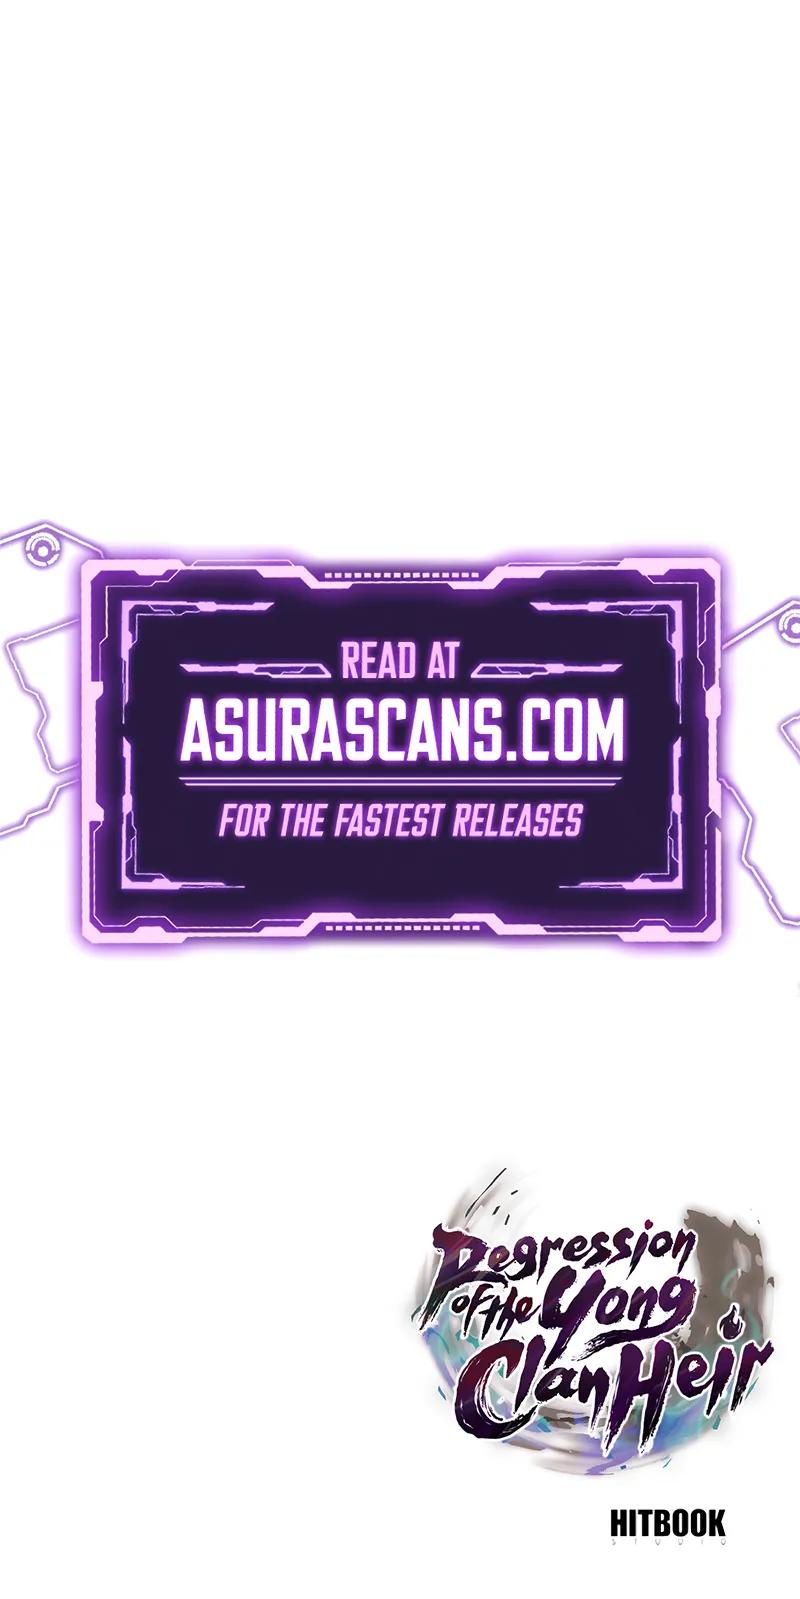 READ AT
ASURASCANS.COM
FOR THE FASTEST RELEASES
Regression
of the Yong
Clan Heir
HITBOOK
STUDIO